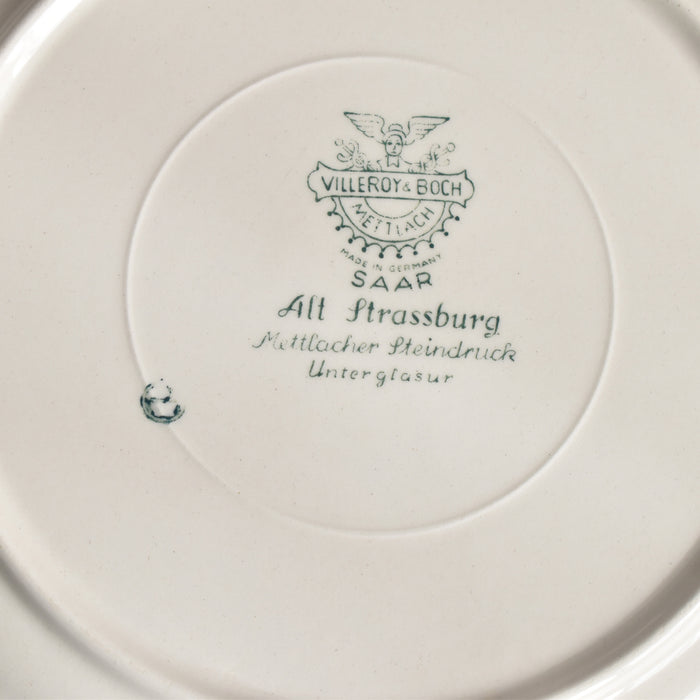 VILLEROY & BOCH
METTLACH
MADE IN GERMANY
SAAR
Alt Strassburg
Mettlacher Steindruck
Unterglasur